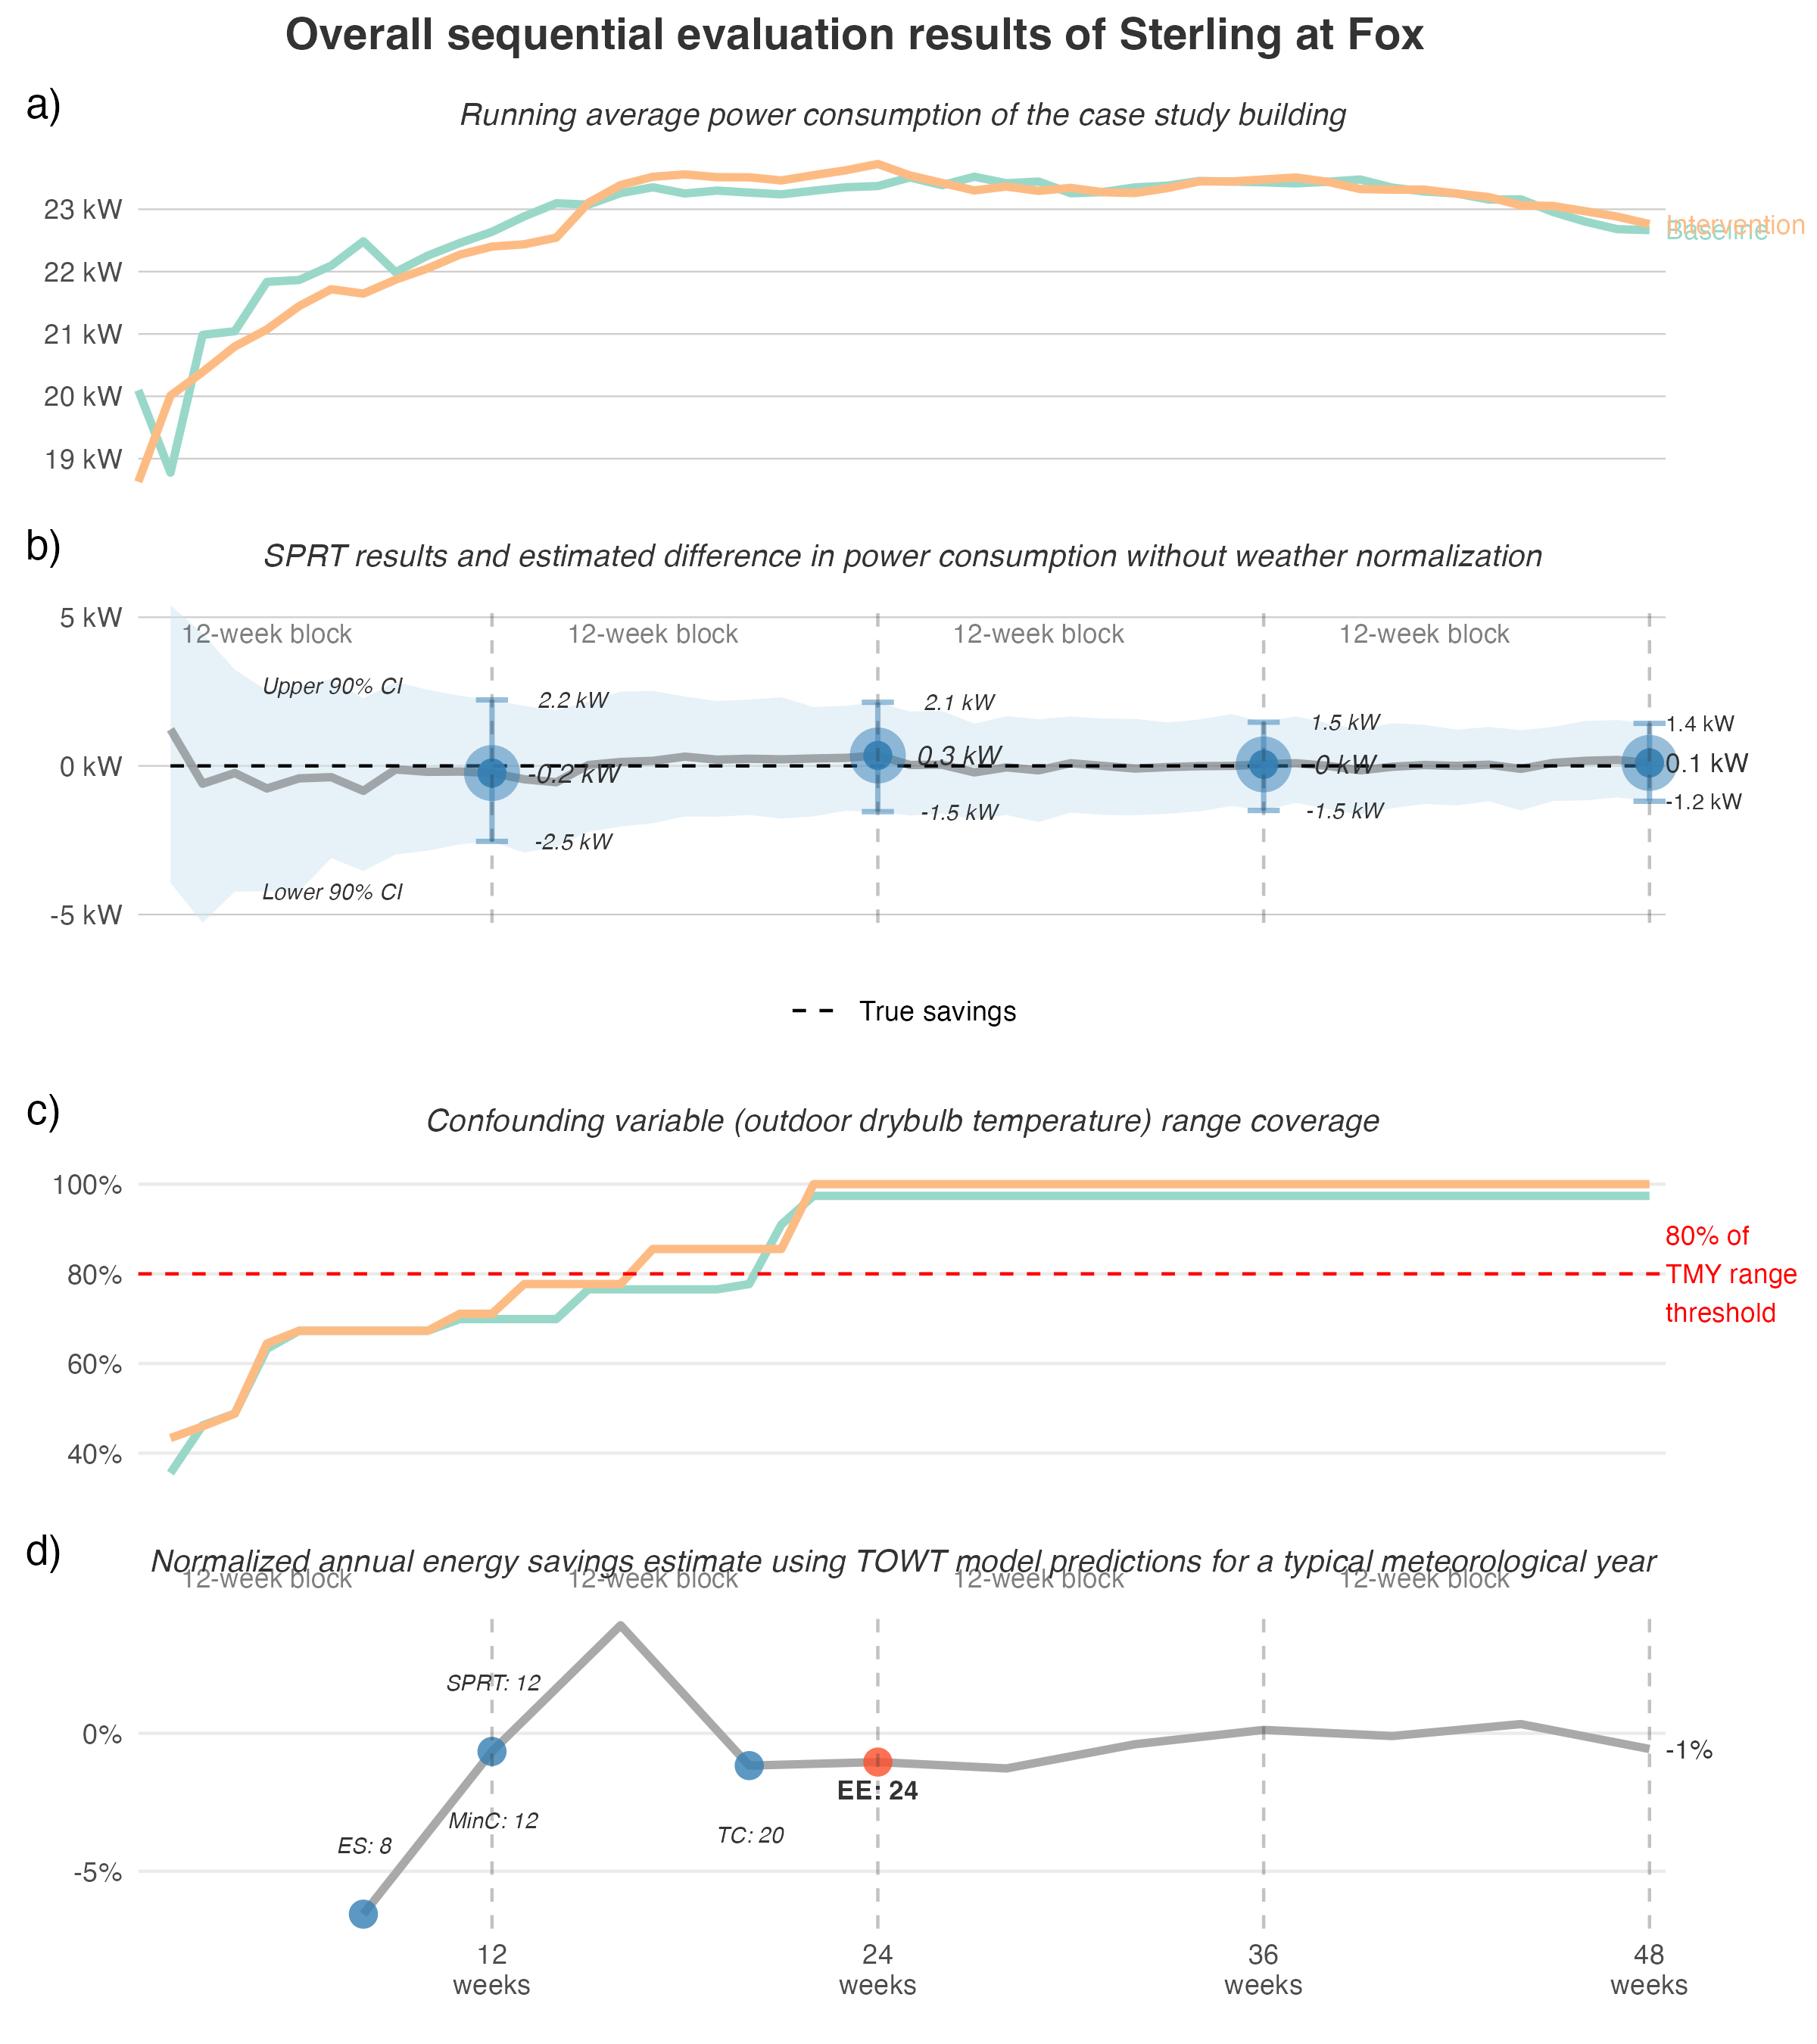 Overall sequential evaluation results of Sterling at Fox
a)
Running average power consumption of the case study building
23 kW
22 kW
21 kW
20 kW
19 kW
Intervention
Baseline
b)
SPRT results and estimated difference in power consumption without weather normalization
5 kW
0 kW
-5 kW
12-week block
12-week block
12-week block
12-week block
Upper 90% CI
Lower 90% CI
2.2 kW
-0.2 kW
-2.5 kW
2.1 kW
0.3 kW
-1.5 kW
1.5 kW
0 kW
-1.5 kW
1.4 kW
0.1 kW
-1.2 kW
True savings
c)
Confounding variable (outdoor drybulb temperature) range coverage
100%
80%
60%
40%
80% of
TMY range
threshold
d)
Normalized annual energy savings estimate using TOWT model predictions for a typical meteorological year
12-week block
12-week block
12-week block
12-week block
0%
-5%
SPRT: 12
MinC: 12
ES: 8
TC: 20
EE: 24
-1%
12
weeks
24
weeks
36
weeks
48
weeks